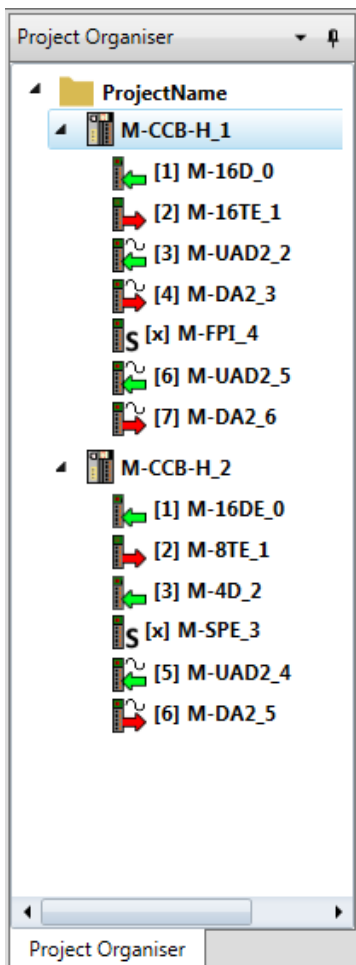 Project Organiser
ProjectName
M-CCB-H_1
[1] M-16D_0
[2] M-16TE_1
[3] M-UAD2_2
[4] M-DA2_3
S [x] M-FPI_4
[6] M-UAD2_5
[7] M-DA2_6
M-CCB-H_2
[1] M-16DE_0
[2] M-8TE_1
[3] M-4D_2
S [x] M-SPE_3
[5] M-UAD2_4
[6] M-DA2_5
Project Organiser